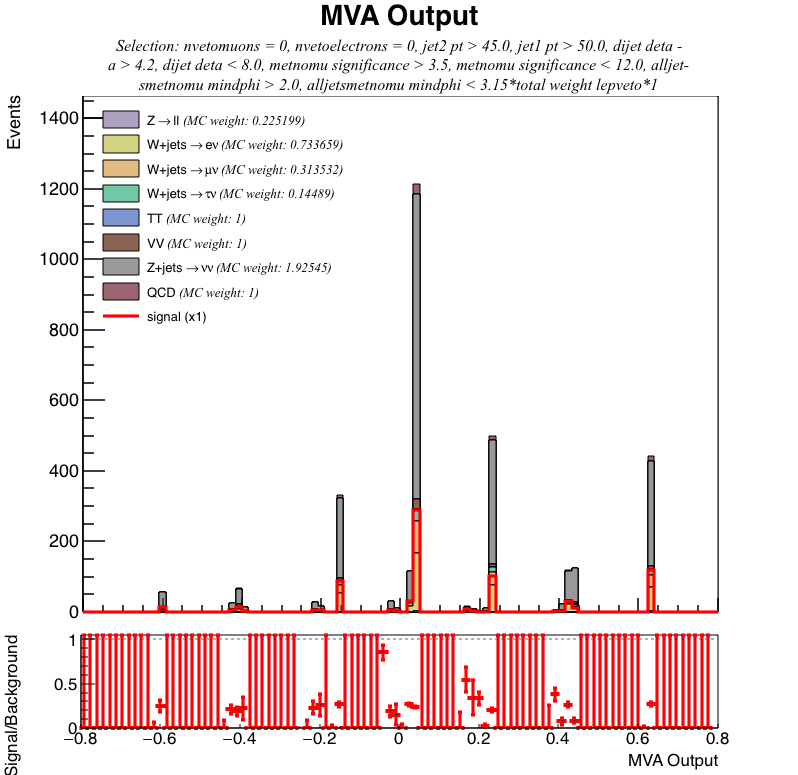 MVA Output
Selection: nvetomuons = 0, nvetoelectrons = 0, jet2 pt > 45.0, jet1 pt > 50.0, dijet deta -
a > 4.2, dijet deta < 8.0, metnomu significance > 3.5, metnomu significance < 12.0, alljet-
smetnomu mindphi > 2.0, alljetsmetnomu mindphi < 3.15*total weight lepveto*1
Events
1400
1200
1000
800
600
400
200
0
Z→ll (MC weight: 0.225199)
W+jets→eν (MC weight: 0.733659)
W+jets→μν (MC weight: 0.313532)
W+jets→τν (MC weight: 0.14489)
TT (MC weight: 1)
VV (MC weight: 1)
Z+jets→νν (MC weight: 1.92545)
QCD (MC weight: 1)
signal (x1)
Signal/Background
1
0.5
0
−0.8 −0.6 −0.4 −0.2 0 0.2 0.4 0.6 0.8
MVA Output